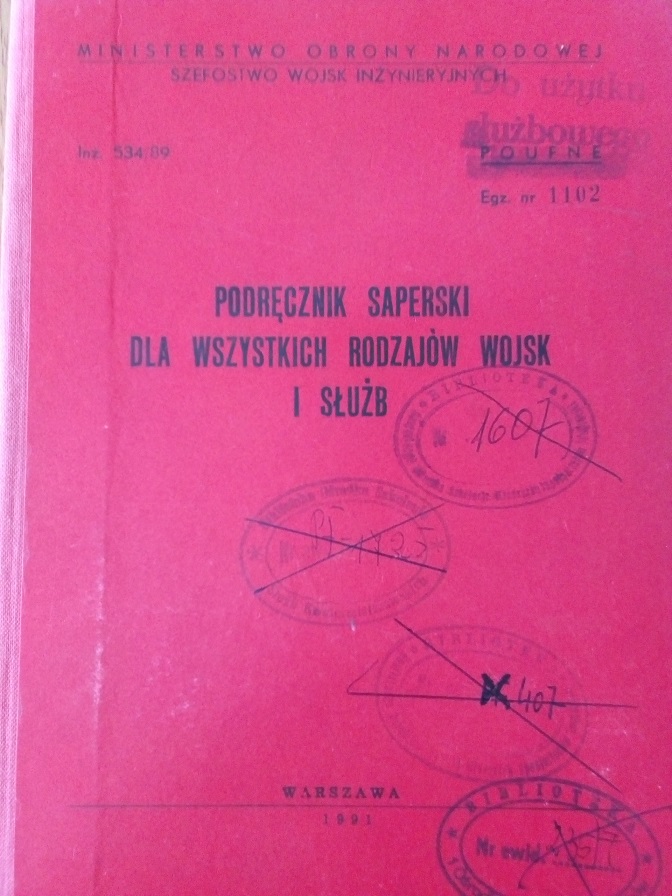 MINISTERSTWO OBRONY NARODOWEJ
SZEFOSTWO WOJSK INŻYNIERYJNYCH
Do użytku
służbowego
Inż. 534/89
POUFNE
Egz. nr 1102
PODRĘCZNIK SAPERSKI
DLA WSZYSTKICH RODZAJÓW WOJSK
I SŁUŻB
BIBLIOTEKA
1607
BIBLIOTEKA
407
WARSZAWA
1991
BIBLIOTEKA
Nr ewid.